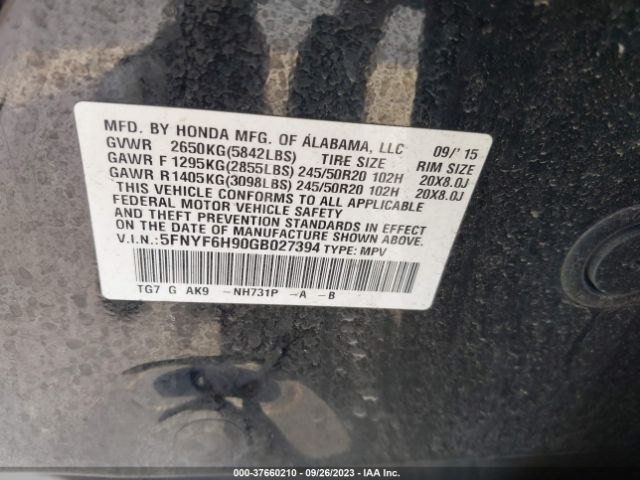 MFD. BY HONDA MFG. OF ALABAMA, LLC 09/'15
GVWR 2650KG(5842LBS) TIRE SIZE RIM SIZE
GAWR F 1295KG(2855LBS) 245/50R20 102H 20X8.0J
GAWR R 1405KG(3098LBS) 245/50R20 102H 20X8.0J
THIS VEHICLE CONFORMS TO ALL APPLICABLE
FEDERAL MOTOR VEHICLE SAFETY
AND THEFT PREVENTION STANDARDS IN EFFECT
ON THE DATE OF MANUFACTURE SHOWN ABOVE.
V.I.N.: 5FNYF6H90GB027394 TYPE: MPV
TG7 G AK9 -NH731P -A -B
000-37660210 - 09/26/2023 - IAA Inc.